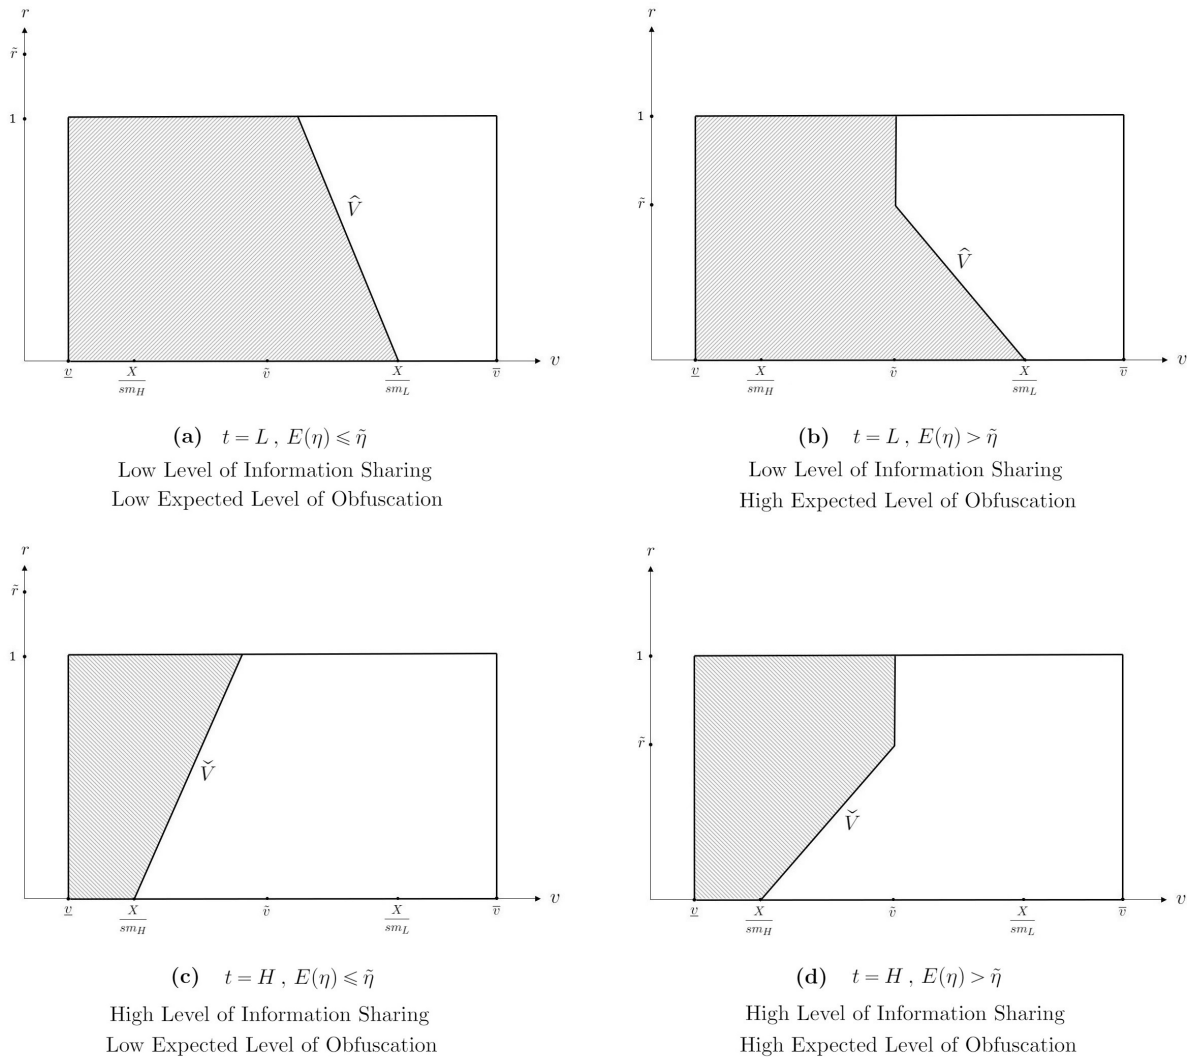 r
r̃
1
V̂
v̲ X/sm_H ṽ X/sm_L v̅ v
(a) t = L , E(η) ⩽ η̃
Low Level of Information Sharing
Low Expected Level of Obfuscation
r
1
r̃
V̂
v̲ X/sm_H ṽ X/sm_L v̅ v
(b) t = L , E(η) > η̃
Low Level of Information Sharing
High Expected Level of Obfuscation
r
r̃
1
V̌
v̲ X/sm_H ṽ X/sm_L v̅ v
(c) t = H , E(η) ⩽ η̃
High Level of Information Sharing
Low Expected Level of Obfuscation
r
1
r̃
V̌
v̲ X/sm_H ṽ X/sm_L v̅ v
(d) t = H , E(η) > η̃
High Level of Information Sharing
High Expected Level of Obfuscation